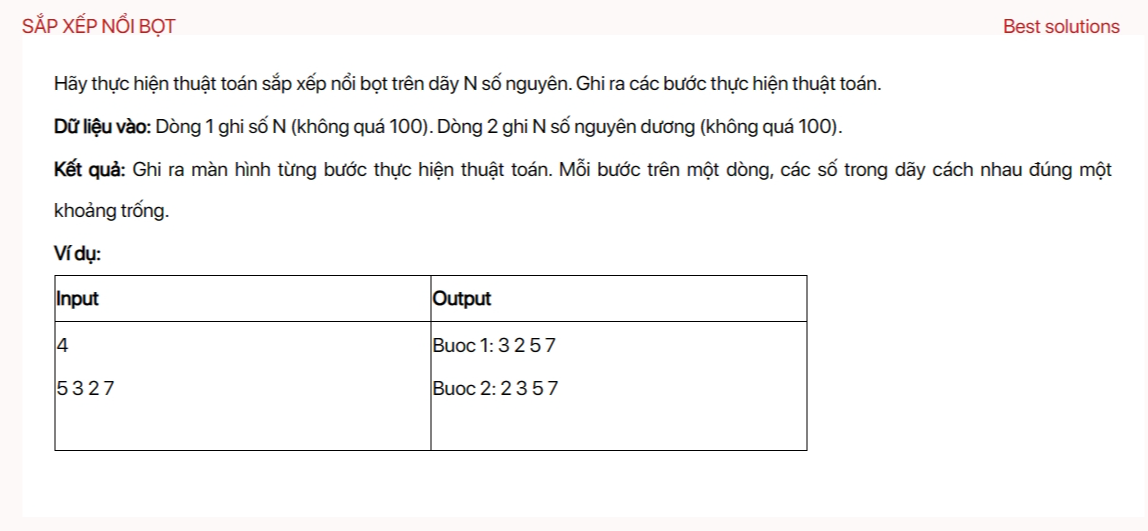 SẮP XẾP NỔI BỌT
Best solutions
Hãy thực hiện thuật toán sắp xếp nổi bọt trên dãy N số nguyên. Ghi ra các bước thực hiện thuật toán.
Dữ liệu vào: Dòng 1 ghi số N (không quá 100). Dòng 2 ghi N số nguyên dương (không quá 100).
Kết quả: Ghi ra màn hình từng bước thực hiện thuật toán. Mỗi bước trên một dòng, các số trong dãy cách nhau đúng một
khoảng trống.
Ví dụ:
Input
Output
4
5 3 2 7
Buoc 1: 3 2 5 7
Buoc 2: 2 3 5 7